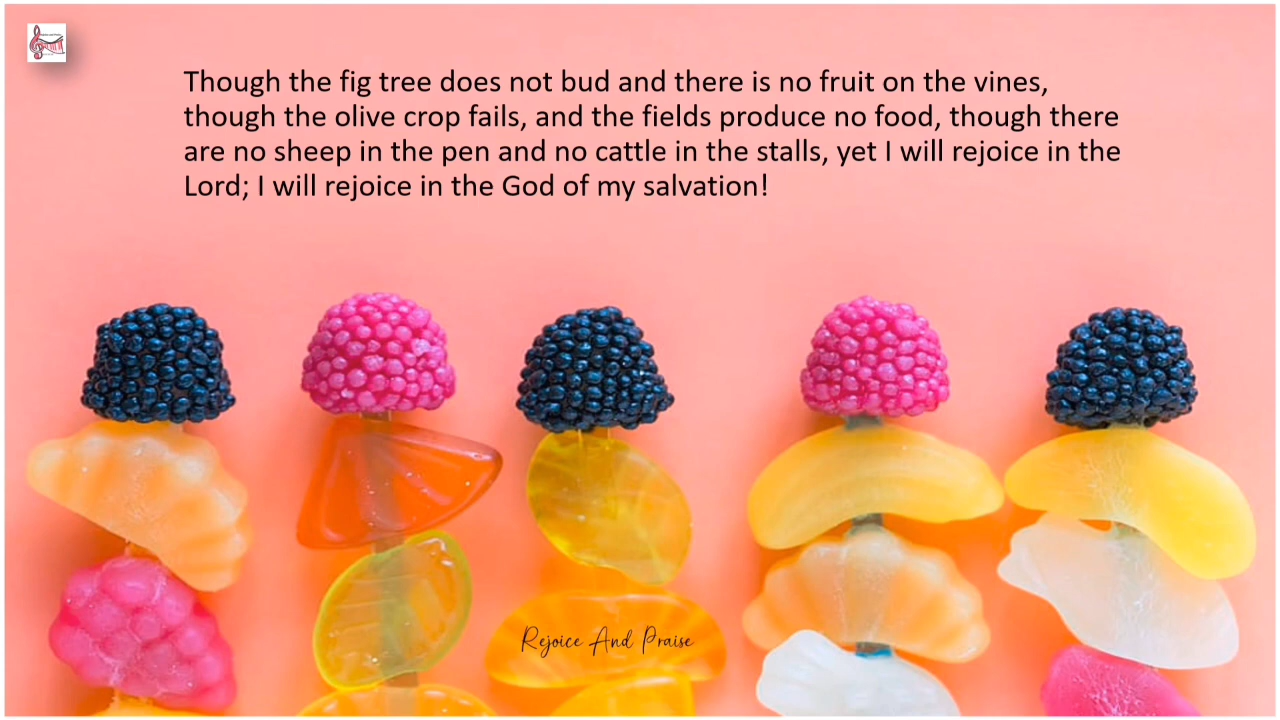 Though the fig tree does not bud and there is no fruit on the vines,
though the olive crop fails, and the fields produce no food, though there
are no sheep in the pen and no cattle in the stalls, yet I will rejoice in the
Lord; I will rejoice in the God of my salvation!
Rejoice And Praise